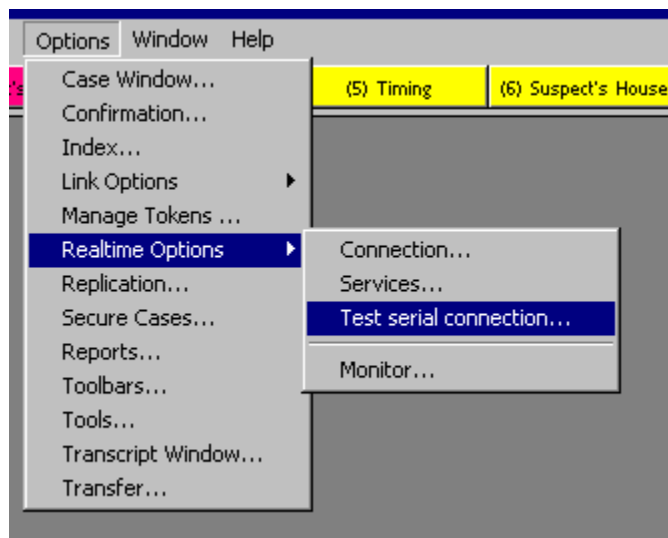 Options Window Help
's
(5) Timing
(6) Suspect's House
Case Window...
Confirmation...
Index...
Link Options
Manage Tokens ...
Realtime Options
Replication...
Secure Cases...
Reports...
Toolbars...
Tools...
Transcript Window...
Transfer...
Connection...
Services...
Test serial connection...
Monitor...